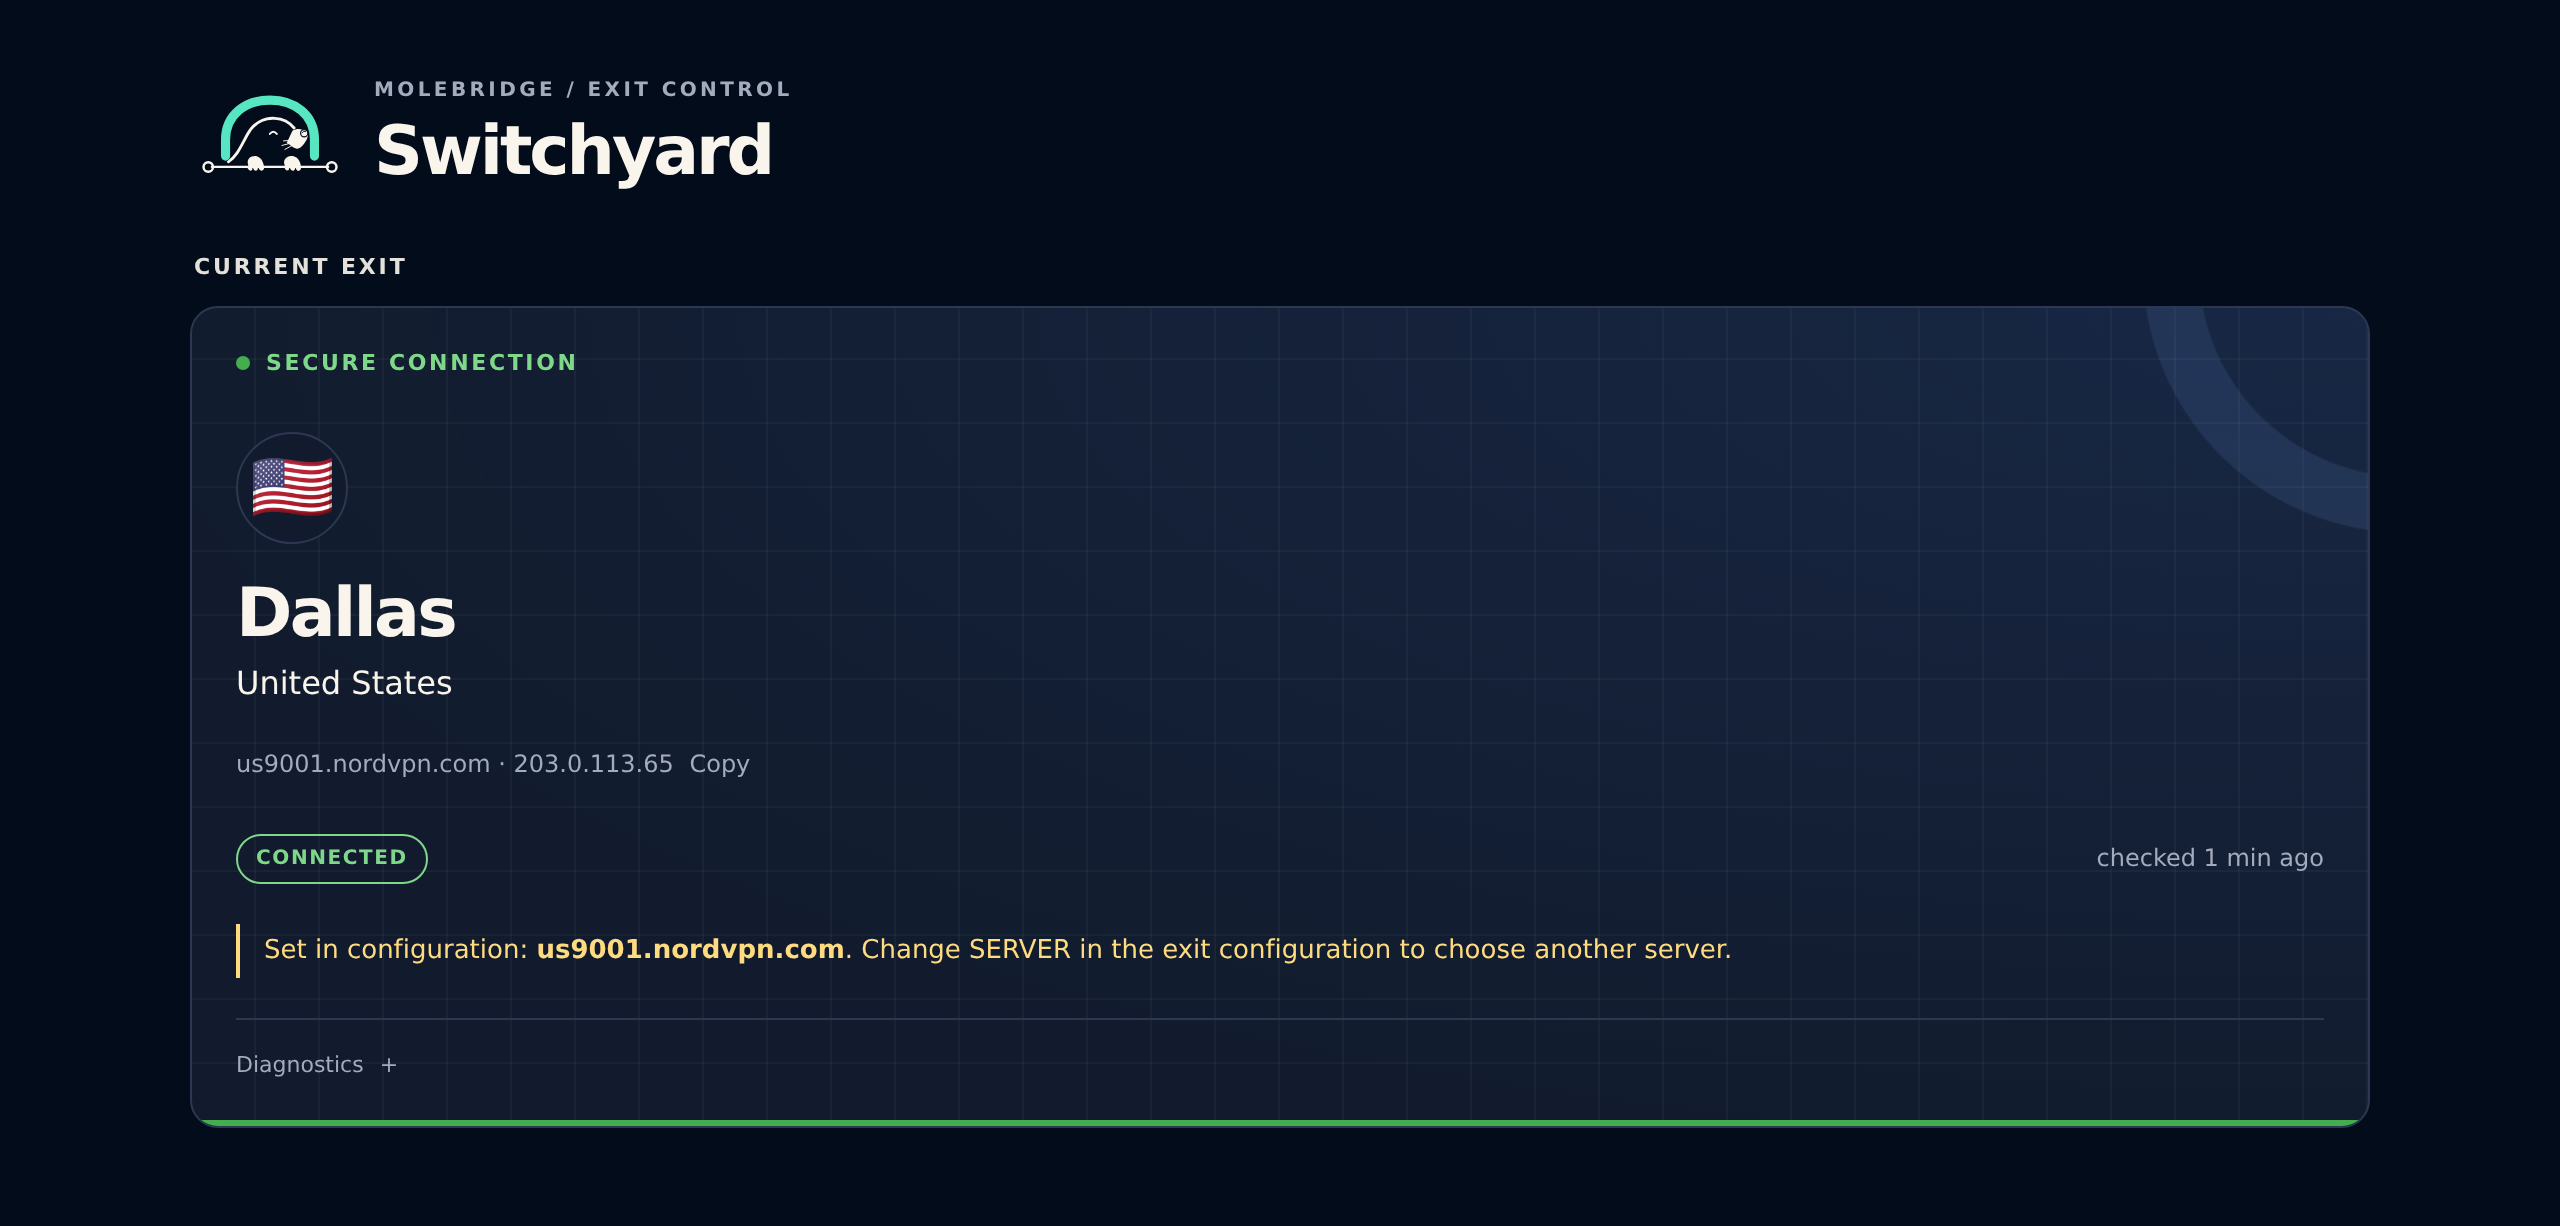 MOLEBRIDGE / EXIT CONTROL
Switchyard
CURRENT EXIT
SECURE CONNECTION
Dallas
United States
us9001.nordvpn.com · 203.0.113.65 Copy
CONNECTED
checked 1 min ago
Set in configuration: us9001.nordvpn.com. Change SERVER in the exit configuration to choose another server.
Diagnostics +